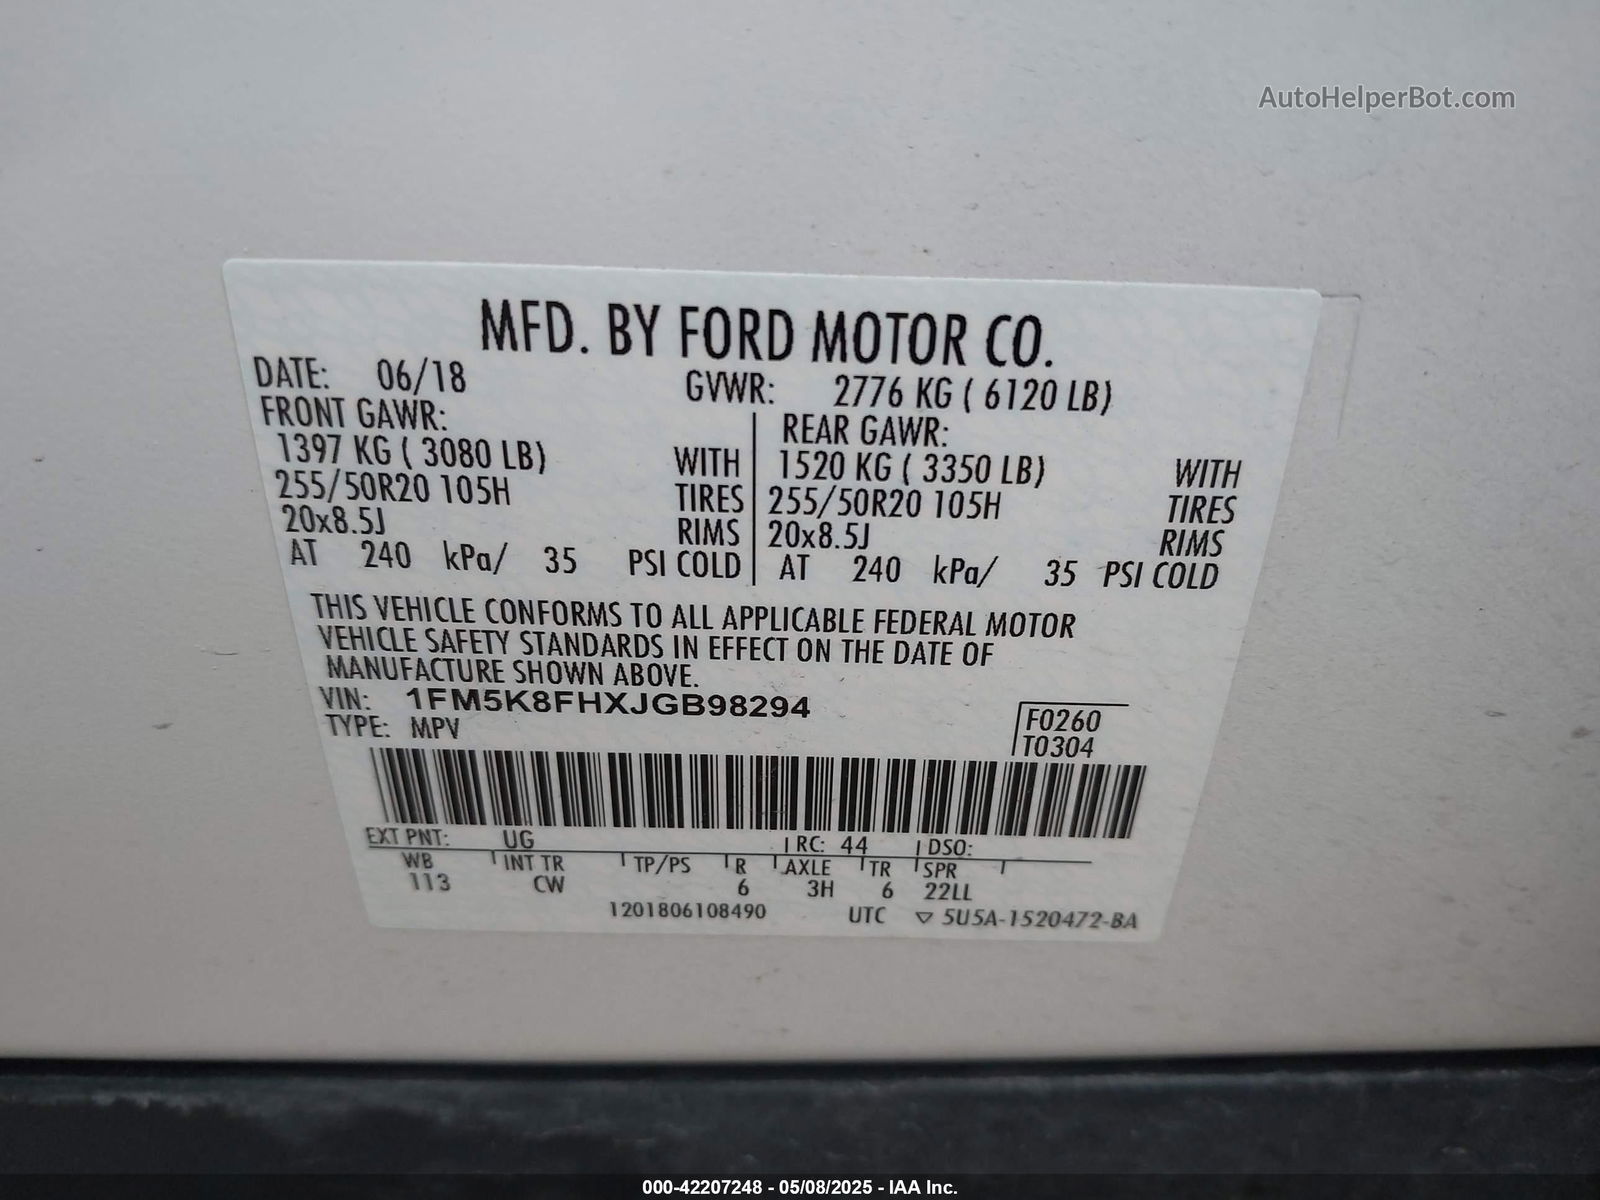 AutoHelperBot.com
MFD. BY FORD MOTOR CO.
DATE: 06/18 GVWR: 2776 KG ( 6120 LB)
FRONT GAWR: REAR GAWR:
1397 KG ( 3080 LB) WITH 1520 KG ( 3350 LB) WITH
255/50R20 105H TIRES 255/50R20 105H TIRES
20x8.5J RIMS 20x8.5J RIMS
AT 240 kPa/ 35 PSI COLD AT 240 kPa/ 35 PSI COLD
THIS VEHICLE CONFORMS TO ALL APPLICABLE FEDERAL MOTOR
VEHICLE SAFETY STANDARDS IN EFFECT ON THE DATE OF
MANUFACTURE SHOWN ABOVE.
VIN: 1FM5K8FHXJGB98294 F0260
TYPE: MPV T0304
EXT PNT: UG RC: 44 DSO:
WB INT TR TP/PS R AXLE TR SPR
113 CW 6 3H 6 22LL
1201806108490 UTC ▽ 5U5A-1520472-BA
000-42207248 - 05/08/2025 - IAA Inc.